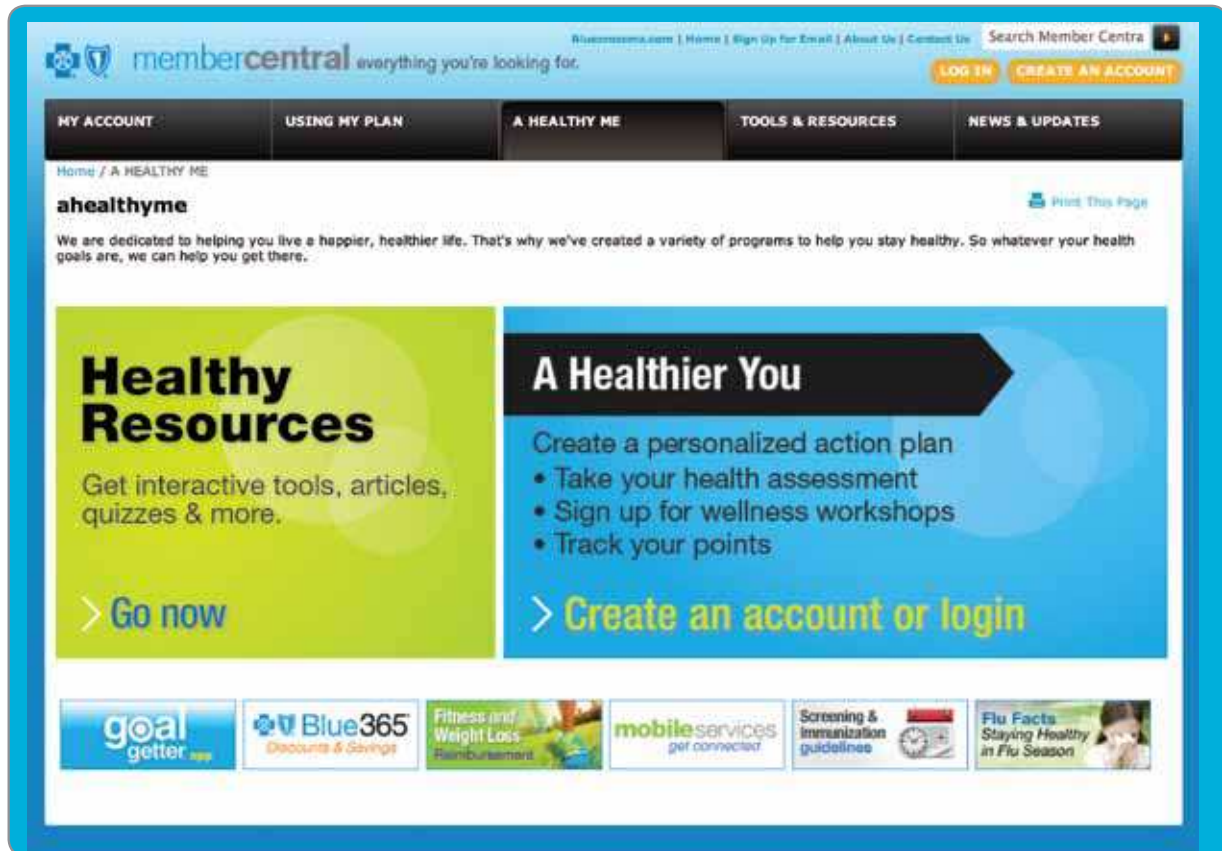 Bluecrossma.com | Home | Sign Up for Email | About Us | Contact Us
Search Member Centra
membercentral everything you're looking for.
LOG IN
CREATE AN ACCOUNT
MY ACCOUNT
USING MY PLAN
A HEALTHY ME
TOOLS & RESOURCES
NEWS & UPDATES
Home / A HEALTHY ME
ahealthyme
Print This Page
We are dedicated to helping you live a happier, healthier life. That's why we've created a variety of programs to help you stay healthy. So whatever your health
goals are, we can help you get there.
Healthy
Resources
Get interactive tools, articles,
quizzes & more.
> Go now
A Healthier You
Create a personalized action plan
• Take your health assessment
• Sign up for wellness workshops
• Track your points
> Create an account or login
goal
getter app
Blue365
Discounts & Savings
Fitness and
Weight Loss
Reimbursement
mobileservices
get connected
Screening &
Immunization
guidelines
Flu Facts
Staying Healthy
in Flu Season